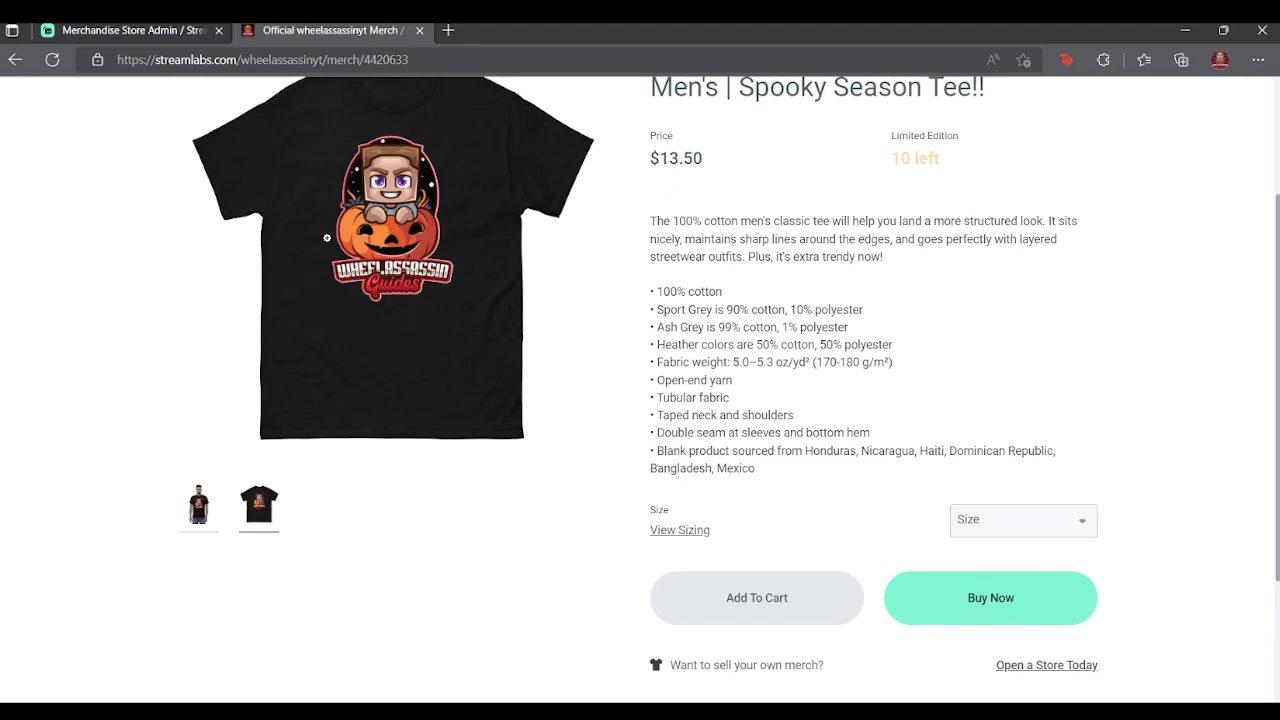 Merchandise Store Admin / Strea
Official wheelassassinyt Merch /
https://streamlabs.com/wheelassassinyt/merch/4420633
Men's | Spooky Season Tee!!
Price
Limited Edition
$13.50
10 left
WHEELASSASSIN
Guides
The 100% cotton men's classic tee will help you land a more structured look. It sits
nicely, maintains sharp lines around the edges, and goes perfectly with layered
streetwear outfits. Plus, it's extra trendy now!
• 100% cotton
• Sport Grey is 90% cotton, 10% polyester
• Ash Grey is 99% cotton, 1% polyester
• Heather colors are 50% cotton, 50% polyester
• Fabric weight: 5.0–5.3 oz/yd² (170-180 g/m²)
• Open-end yarn
• Tubular fabric
• Taped neck and shoulders
• Double seam at sleeves and bottom hem
• Blank product sourced from Honduras, Nicaragua, Haiti, Dominican Republic,
Bangladesh, Mexico
Size
View Sizing
Size
Add To Cart
Buy Now
Want to sell your own merch?
Open a Store Today